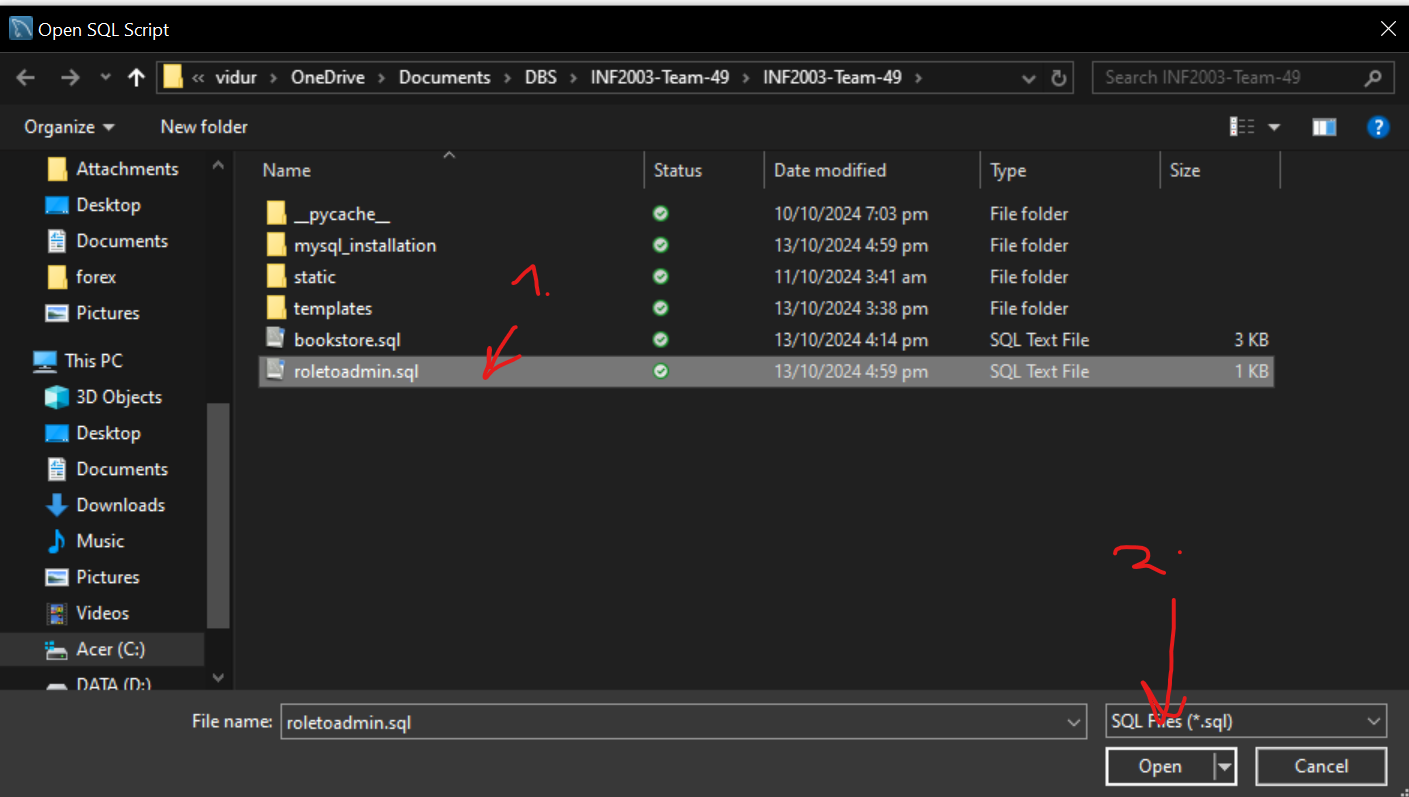 Open SQL Script
« vidur > OneDrive > Documents > DBS > INF2003-Team-49 > INF2003-Team-49 >
Search INF2003-Team-49
Organize
New folder
?
Attachments
Desktop
Documents
forex
Pictures
This PC
3D Objects
Desktop
Documents
Downloads
Music
Pictures
Videos
Acer (C:)
DATA (D:)
Name Status Date modified Type Size
__pycache__ 10/10/2024 7:03 pm File folder
mysql_installation 13/10/2024 4:59 pm File folder
static 11/10/2024 3:41 am File folder
templates 13/10/2024 3:38 pm File folder
bookstore.sql 13/10/2024 4:14 pm SQL Text File 3 KB
roletoadmin.sql 13/10/2024 4:59 pm SQL Text File 1 KB
1.
2.
File name: roletoadmin.sql
SQL Files (*.sql)
Open
Cancel